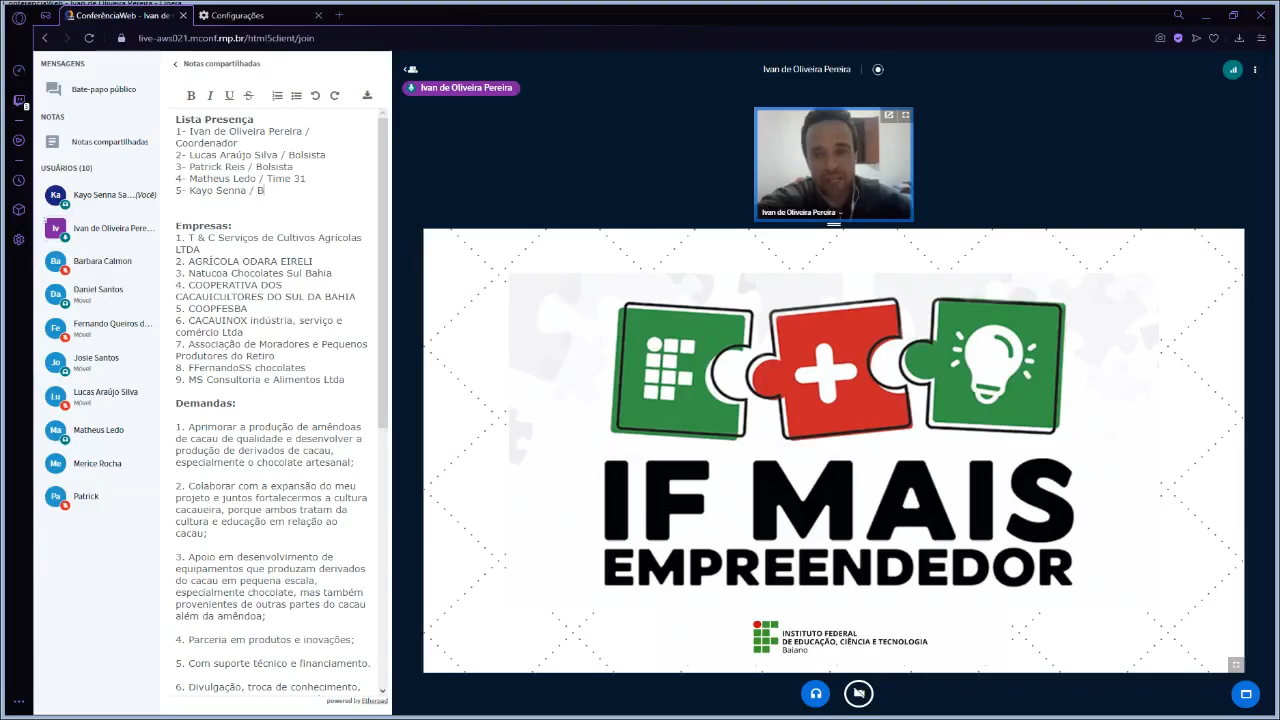 ConferênciaWeb - Ivan de
Configurações
live-aws021.mconf.rnp.br/html5client/join
MENSAGENS
Bate-papo público
NOTAS
Notas compartilhadas
USUÁRIOS (10)
Ka
Kayo Senna Sa... (Você)
Iv
Ivan de Oliveira Pere...
Ba
Barbara Calmon
Da
Daniel Santos
Móvel
Fe
Fernando Queiros d...
Móvel
Jo
Josie Santos
Móvel
Lu
Lucas Araújo Silva
Móvel
Ma
Matheus Ledo
Me
Merice Rocha
Pa
Patrick
Notas compartilhadas
B I U S
Lista Presença
1- Ivan de Oliveira Pereira /
Coordenador
2- Lucas Araújo Silva / Bolsista
3- Patrick Reis / Bolsista
4- Matheus Ledo / Time 31
5- Kayo Senna / B
Empresas:
1. T & C Serviços de Cultivos Agrícolas
LTDA
2. AGRÍCOLA ODARA EIRELI
3. Natucoa Chocolates Sul Bahia
4. COOPERATIVA DOS
CACAUICULTORES DO SUL DA BAHIA
5. COOPFESBA
6. CACAUINOX indústria, serviço e
comércio Ltda
7. Associação de Moradores e Pequenos
Produtores do Retiro
8. FFernandoSS chocolates
9. MS Consultoria e Alimentos Ltda
Demandas:
1. Aprimorar a produção de amêndoas
de cacau de qualidade e desenvolver a
produção de derivados de cacau,
especialmente o chocolate artesanal;
2. Colaborar com a expansão do meu
projeto e juntos fortalecermos a cultura
cacaueira, porque ambos tratam da
cultura e educação em relação ao
cacau;
3. Apoio em desenvolvimento de
equipamentos que produzam derivados
do cacau em pequena escala,
especialmente chocolate, mas também
provenientes de outras partes do cacau
além da amêndoa;
4. Parceria em produtos e inovações;
5. Com suporte técnico e financiamento.
6. Divulgação, troca de conhecimento,
powered by Etherpad
Ivan de Oliveira Pereira
Ivan de Oliveira Pereira
Ivan de Oliveira Pereira
IF MAIS
EMPREENDEDOR
INSTITUTO FEDERAL
DE EDUCAÇÃO, CIÊNCIA E TECNOLOGIA
Baiano